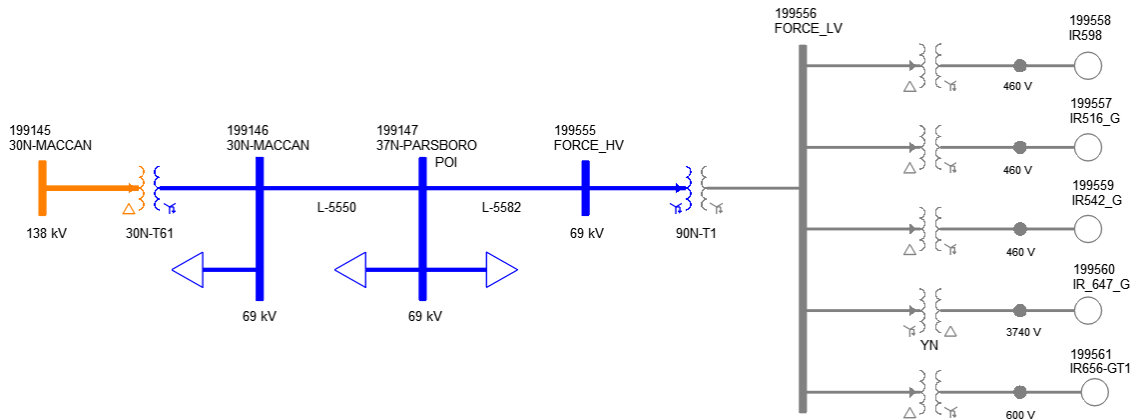 199145
30N-MACCAN
138 kV
30N-T61
199146
30N-MACCAN
69 kV
L-5550
199147
37N-PARSBORO
POI
69 kV
L-5582
199555
FORCE_HV
69 kV
90N-T1
199556
FORCE_LV
199558
IR598
460 V
199557
IR516_G
460 V
199559
IR542_G
460 V
199560
IR_647_G
3740 V
YN
199561
IR656-GT1
600 V